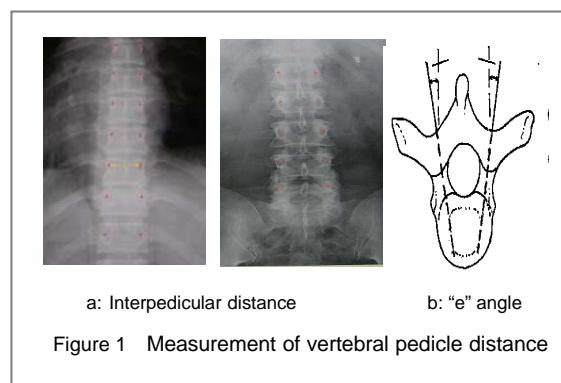 a: Interpedicular distance
b: “e” angle
Figure 1 Measurement of vertebral pedicle distance